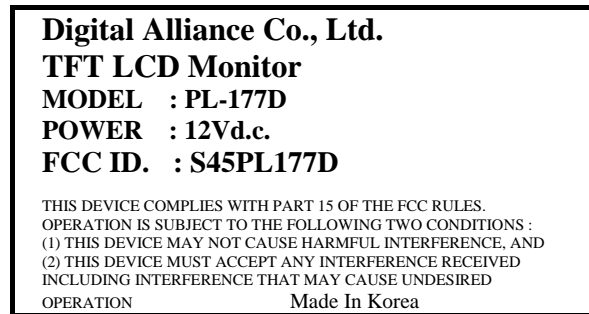 Digital Alliance Co., Ltd.
TFT LCD Monitor
MODEL : PL-177D
POWER : 12Vd.c.
FCC ID. : S45PL177D
THIS DEVICE COMPLIES WITH PART 15 OF THE FCC RULES.
OPERATION IS SUBJECT TO THE FOLLOWING TWO CONDITIONS :
(1) THIS DEVICE MAY NOT CAUSE HARMFUL INTERFERENCE, AND
(2) THIS DEVICE MUST ACCEPT ANY INTERFERENCE RECEIVED
INCLUDING INTERFERENCE THAT MAY CAUSE UNDESIRED
OPERATION Made In Korea